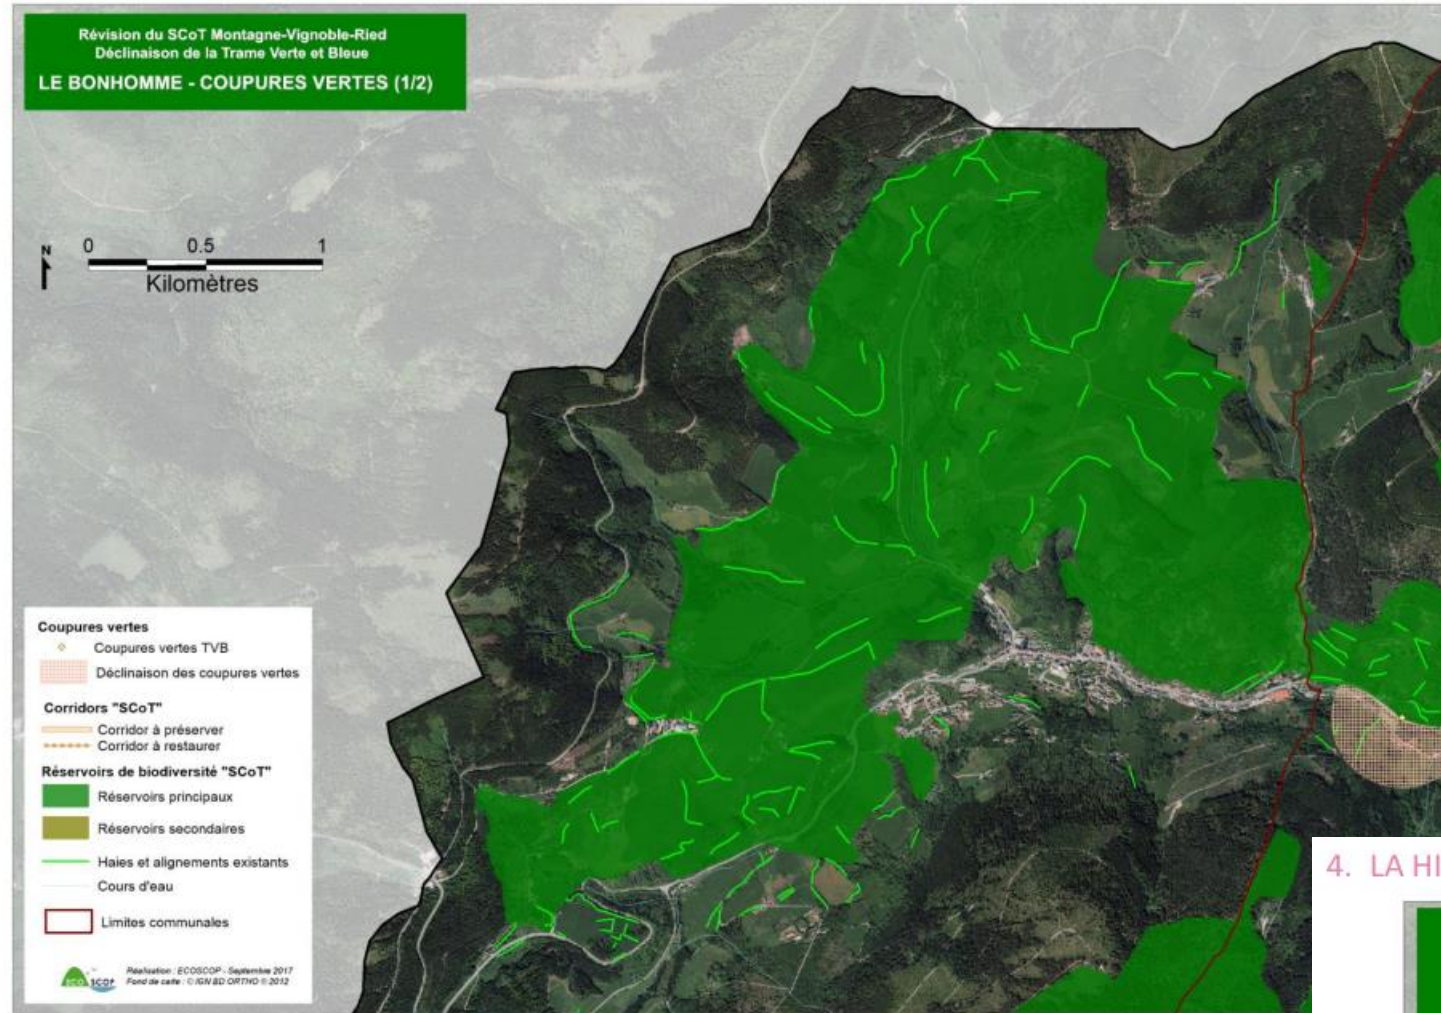 Révision du SCoT Montagne-Vignoble-Ried
Déclinaison de la Trame Verte et Bleue
LE BONHOMME - COUPURES VERTES (1/2)
N
0 0.5 1
Kilomètres
Coupures vertes
Coupures vertes TVB
Déclinaison des coupures vertes
Corridors "SCoT"
Corridor à préserver
Corridor à restaurer
Réservoirs de biodiversité "SCoT"
Réservoirs principaux
Réservoirs secondaires
Haies et alignements existants
Cours d'eau
Limites communales
ECO SCOP
Réalisation : ECOSCOP - Septembre 2017
Fond de carte : © IGN BD ORTHO © 2012
4. LA HI